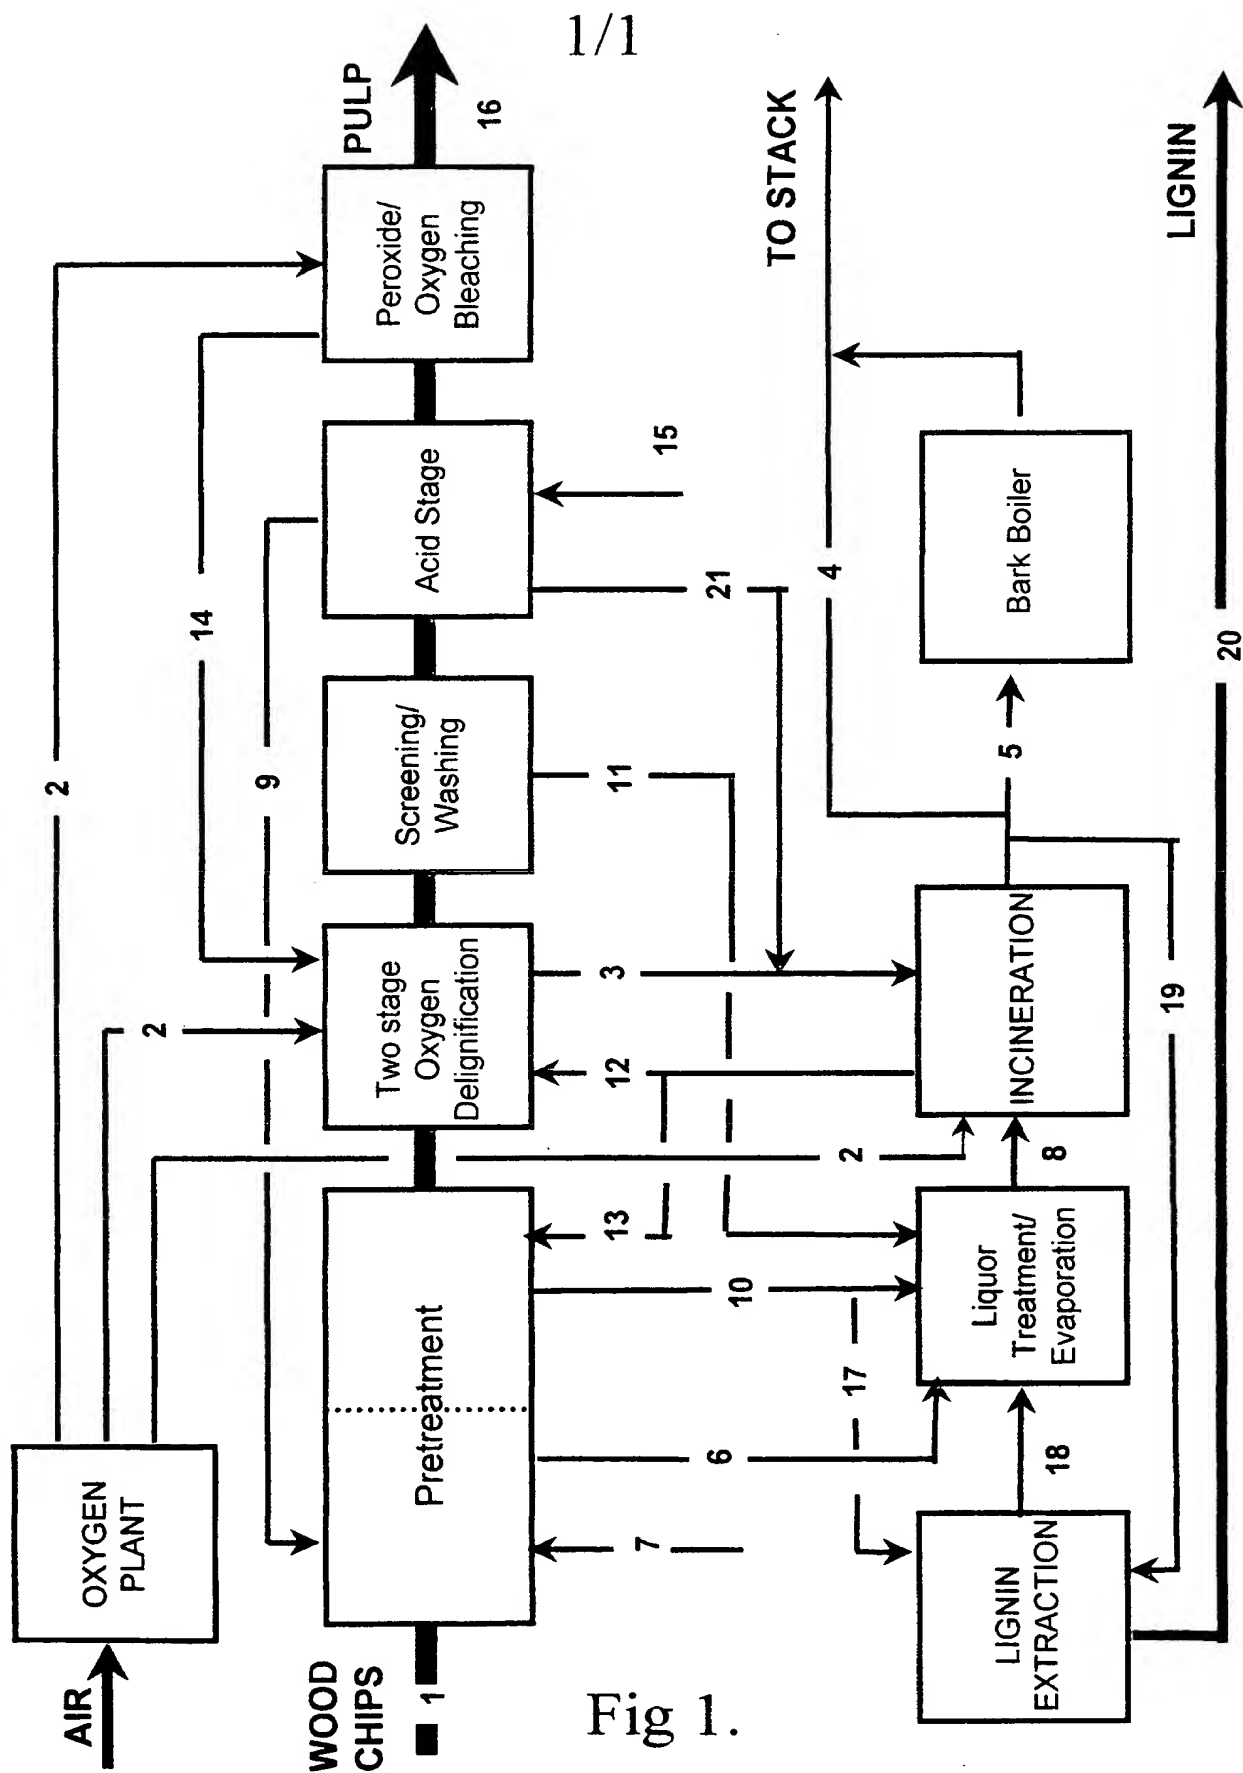 1/1
AIR
OXYGEN
PLANT
2
2
2
14
9
WOOD
CHIPS
1
Pretreatment
Two stage
Oxygen
Delignification
Screening/
Washing
Acid Stage
Peroxide/
Oxygen
Bleaching
PULP
16
7
6
10
13
12
3
11
21
15
17
LIGNIN
EXTRACTION
18
Liquor
Treatment/
Evaporation
8
INCINERATION
5
Bark Boiler
4
TO STACK
19
20
LIGNIN
Fig 1.